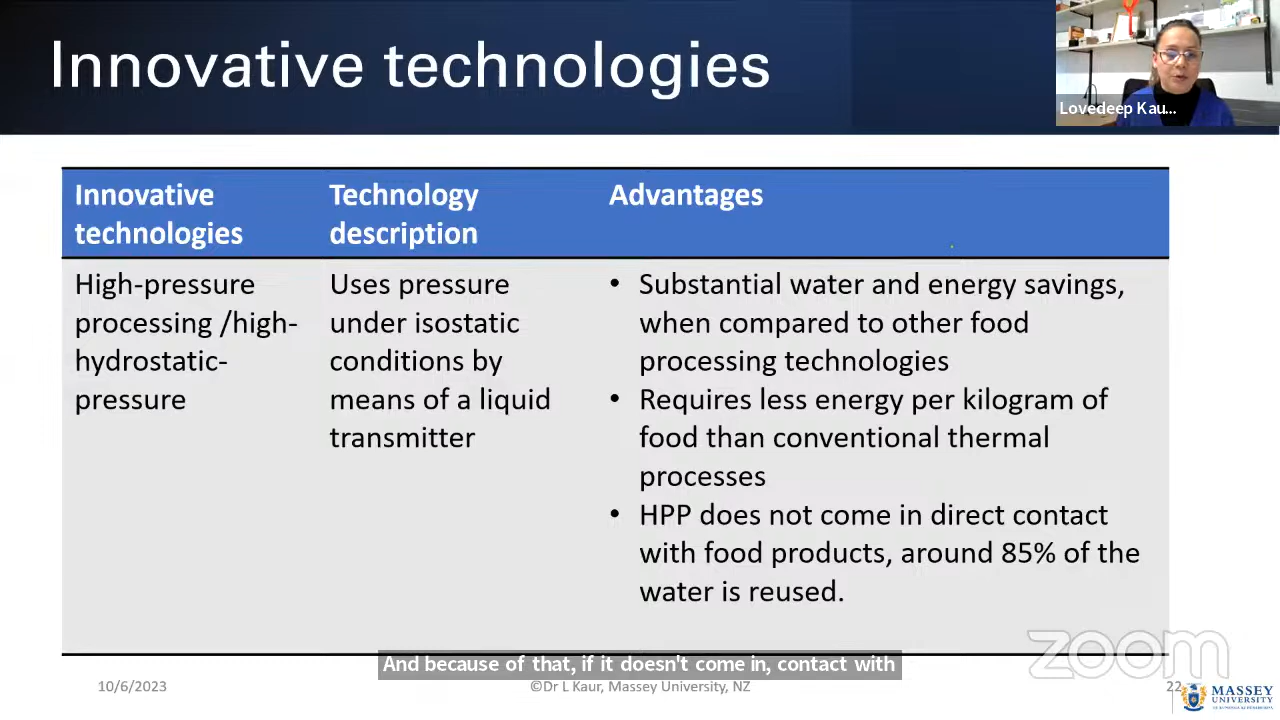 Innovative technologies
Lovedeep Kau...
Innovative technologies
Technology description
Advantages
High-pressure
processing /high-
hydrostatic-
pressure
Uses pressure
under isostatic
conditions by
means of a liquid
transmitter
• Substantial water and energy savings,
when compared to other food
processing technologies
• Requires less energy per kilogram of
food than conventional thermal
processes
• HPP does not come in direct contact
with food products, around 85% of the
water is reused.
zoom
And because of that, if it doesn't come in, contact with
10/6/2023
©Dr L Kaur, Massey University, NZ
22
MASSEY
UNIVERSITY